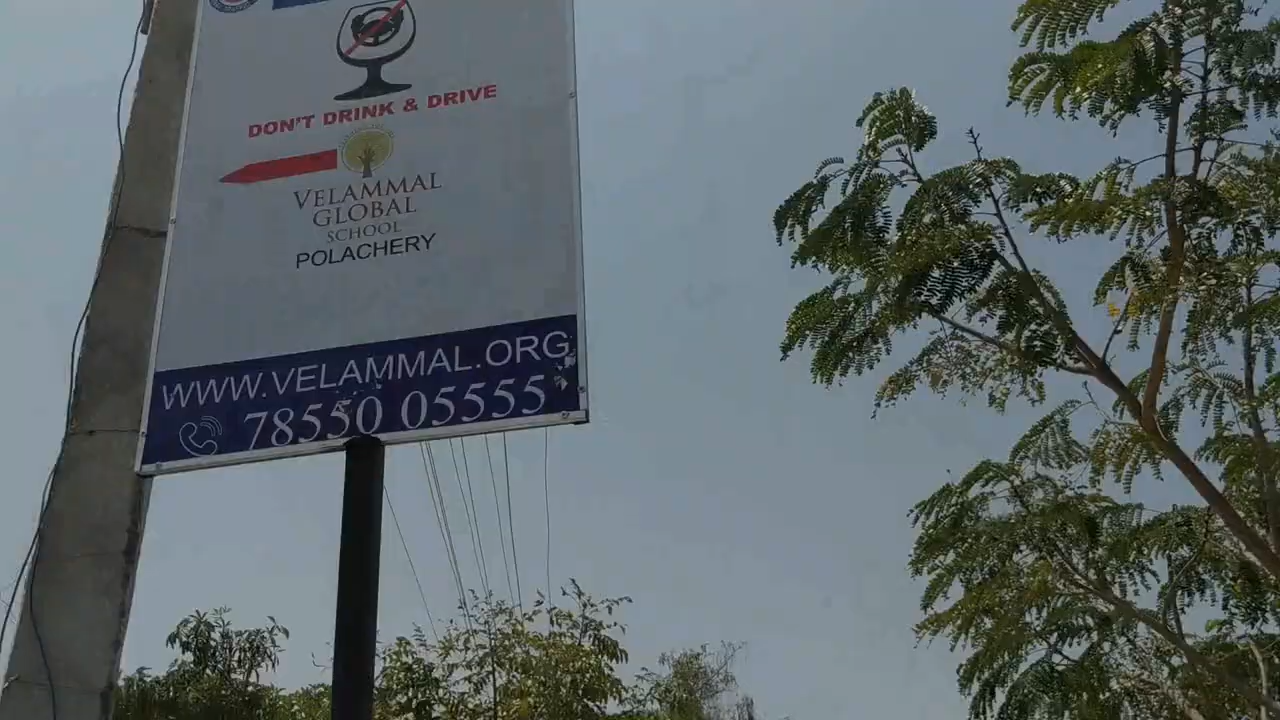 DON'T DRINK & DRIVE
VELAMMAL
GLOBAL
SCHOOL
POLACHERY
WWW.VELAMMAL.ORG
78550 05555